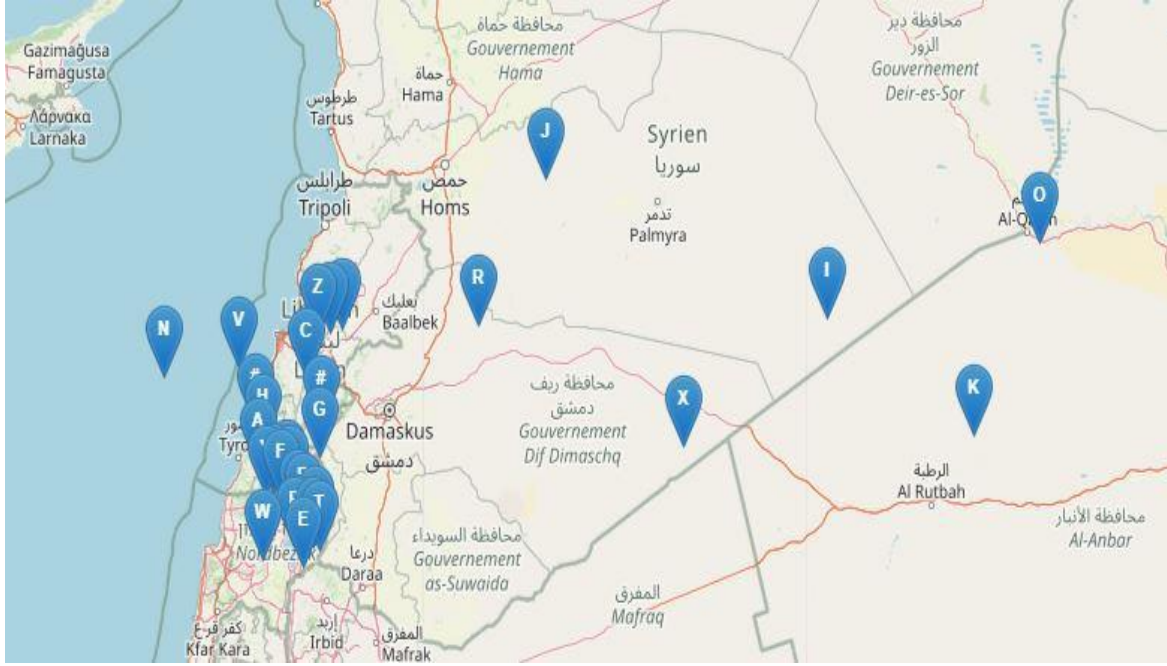 محافظة حماة
Gouvernement
Hama
محافظة دير
الزور
Gouvernement
Deir-es-Sor
Gazimağusa
Famagusta
Λάρνακα
Larnaka
حماة
Hama
طرطوس
Tartus
J
Syrien
سوريا
طرابلس
Tripoli
حمص
Homs
تدمر
Palmyra
O
R
I
Z
بعلبك
Baalbek
N
V
C
#
#
H
K
X
G
A
F
محافظة ريف
دمشق
Gouvernement
Dif Dimaschq
Damaskus
دمشق
الرطبة
Al Rutbah
محافظة الأنبار
Al-Anbar
W
T
E
محافظة السويداء
Gouvernement
as-Suwaida
درعا
Daraa
المفرق
Mafraq
كفر قرع
Kfar Kara
إربد
Irbid
المفرق
Mafrak